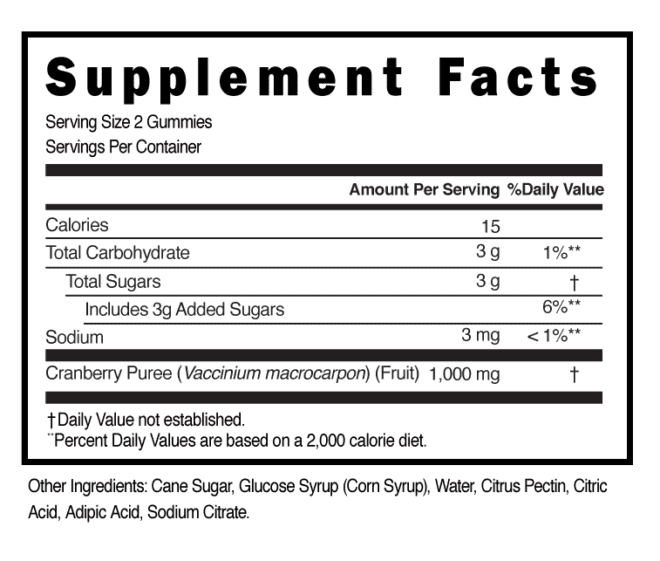 Supplement Facts
Serving Size 2 Gummies
Servings Per Container
Amount Per Serving %Daily Value
Calories 15
Total Carbohydrate 3 g 1%**
Total Sugars 3 g †
Includes 3g Added Sugars 6%**
Sodium 3 mg < 1%**
Cranberry Puree (Vaccinium macrocarpon) (Fruit) 1,000 mg †
†Daily Value not established.
**Percent Daily Values are based on a 2,000 calorie diet.
Other Ingredients: Cane Sugar, Glucose Syrup (Corn Syrup), Water, Citrus Pectin, Citric
Acid, Adipic Acid, Sodium Citrate.